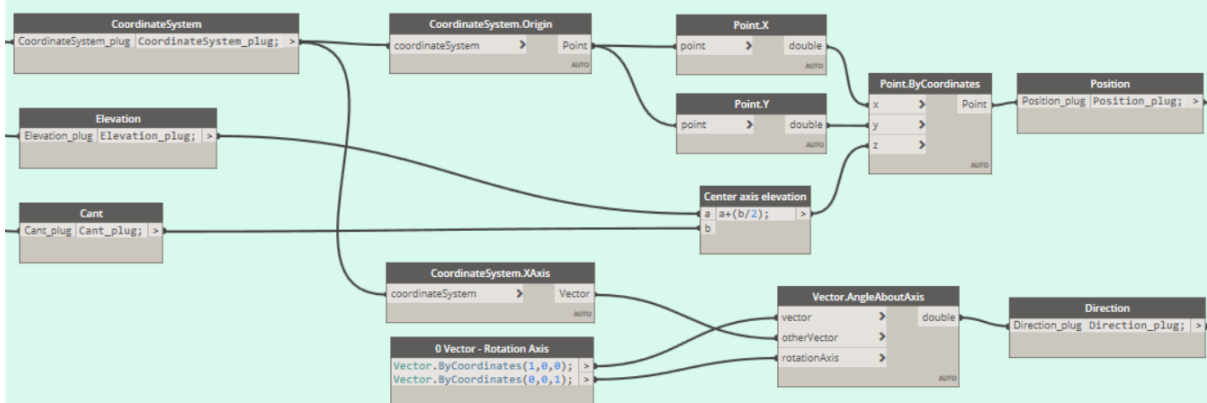 CoordinateSystem
CoordinateSystem_plug CoordinateSystem_plug; >
CoordinateSystem.Origin
coordinateSystem > Point
AUTO
Point.X
point > double
AUTO
Point.Y
point > double
AUTO
Point.ByCoordinates
x > Point
y >
z >
AUTO
Position
Position_plug Position_plug; >
Elevation
Elevation_plug Elevation_plug; >
Cant
Cant_plug Cant_plug; >
Center axis elevation
a a+(b/2); >
b
CoordinateSystem.XAxis
coordinateSystem > Vector
AUTO
0 Vector - Rotation Axis
Vector.ByCoordinates(1,0,0); >
Vector.ByCoordinates(0,0,1); >
Vector.AngleAboutAxis
vector > double
otherVector >
rotationAxis >
AUTO
Direction
Direction_plug Direction_plug; >